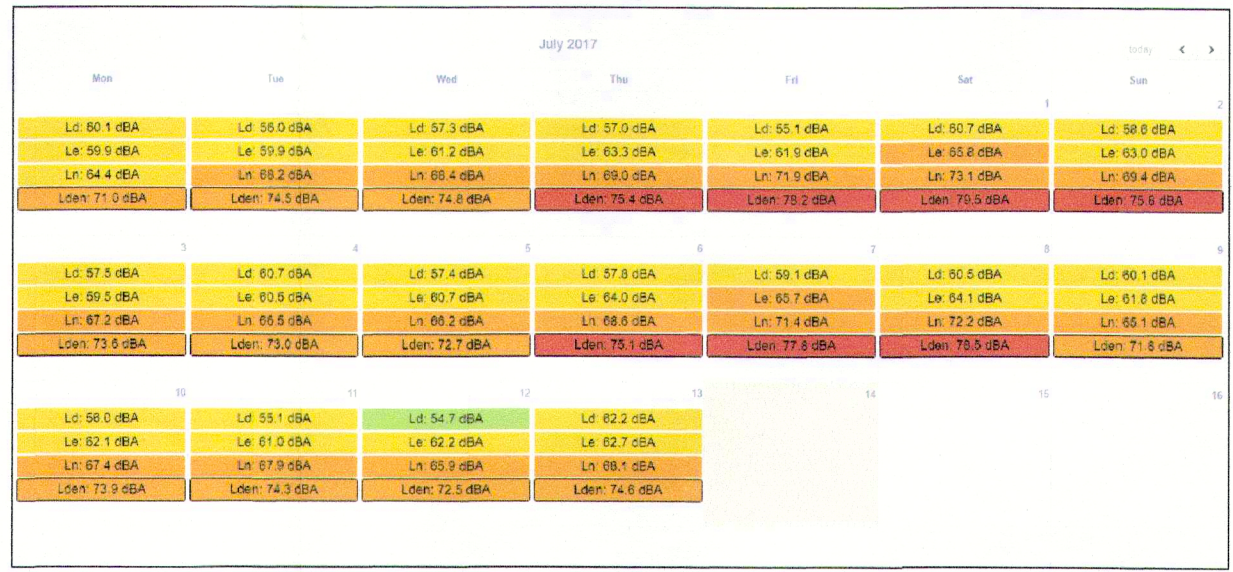 July 2017
today < >
Mon Tue Wed Thu Fri Sat Sun
1 2
Ld: 60.1 dBA Ld: 56.0 dBA Ld: 57.3 dBA Ld: 57.0 dBA Ld: 55.1 dBA Ld: 60.7 dBA Ld: 58.6 dBA
Le: 59.9 dBA Le: 59.9 dBA Le: 61.2 dBA Le: 63.3 dBA Le: 61.9 dBA Le: 65.8 dBA Le: 63.0 dBA
Ln: 64.4 dBA Ln: 68.2 dBA Ln: 68.4 dBA Ln: 69.0 dBA Ln: 71.9 dBA Ln: 73.1 dBA Ln: 69.4 dBA
Lden: 71.0 dBA Lden: 74.5 dBA Lden: 74.8 dBA Lden: 75.4 dBA Lden: 78.2 dBA Lden: 79.5 dBA Lden: 75.8 dBA
3 4 5 6 7 8 9
Ld: 57.5 dBA Ld: 60.7 dBA Ld: 57.4 dBA Ld: 57.8 dBA Ld: 59.1 dBA Ld: 60.5 dBA Ld: 60.1 dBA
Le: 59.5 dBA Le: 60.5 dBA Le: 60.7 dBA Le: 64.0 dBA Le: 65.7 dBA Le: 64.1 dBA Le: 61.8 dBA
Ln: 67.2 dBA Ln: 66.5 dBA Ln: 66.2 dBA Ln: 68.6 dBA Ln: 71.4 dBA Ln: 72.2 dBA Ln: 65.1 dBA
Lden: 73.6 dBA Lden: 73.0 dBA Lden: 72.7 dBA Lden: 75.1 dBA Lden: 77.8 dBA Lden: 78.5 dBA Lden: 71.8 dBA
10 11 12 13 14 15 16
Ld: 56.0 dBA Ld: 55.1 dBA Ld: 54.7 dBA Ld: 62.2 dBA
Le: 62.1 dBA Le: 61.0 dBA Le: 62.2 dBA Le: 62.7 dBA
Ln: 67.4 dBA Ln: 67.9 dBA Ln: 65.9 dBA Ln: 68.1 dBA
Lden: 73.9 dBA Lden: 74.3 dBA Lden: 72.5 dBA Lden: 74.6 dBA